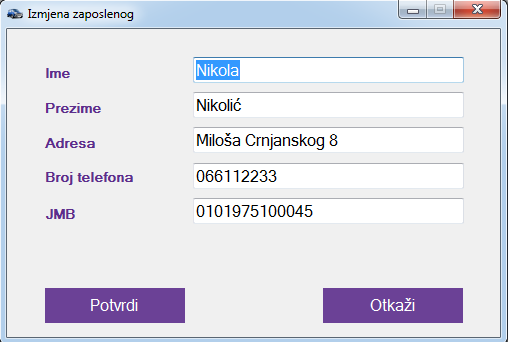 Izmjena zaposlenog
Ime Nikola
Prezime Nikolić
Adresa Miloša Crnjanskog 8
Broj telefona 066112233
JMB 0101975100045
Potvrdi Otkaži